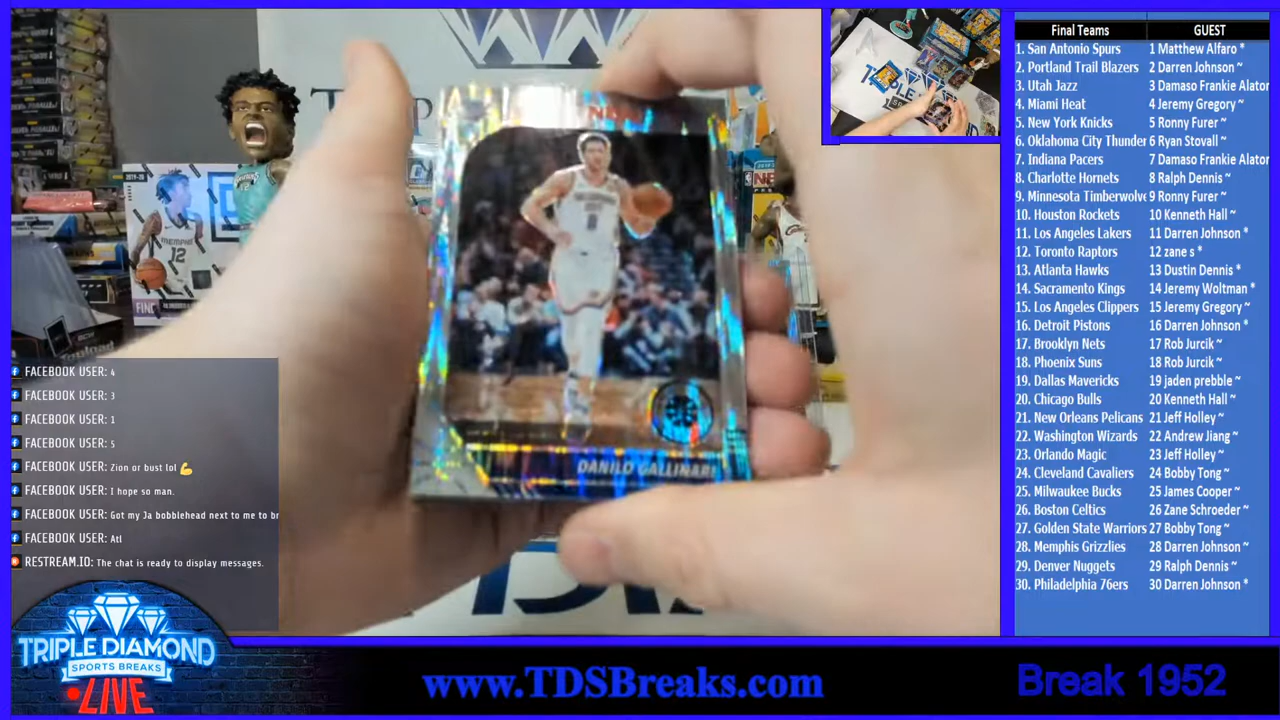 Final Teams GUEST
1. San Antonio Spurs 1 Matthew Alfaro *
2. Portland Trail Blazers 2 Darren Johnson ~
3. Utah Jazz 3 Damaso Frankie Alator
4. Miami Heat 4 Jeremy Gregory ~
5. New York Knicks 5 Ronny Furer ~
6. Oklahoma City Thunder 6 Ryan Stovall ~
7. Indiana Pacers 7 Damaso Frankie Alator
8. Charlotte Hornets 8 Ralph Dennis ~
9. Minnesota Timberwolve 9 Ronny Furer ~
10. Houston Rockets 10 Kenneth Hall ~
11. Los Angeles Lakers 11 Darren Johnson *
12. Toronto Raptors 12 zane s *
13. Atlanta Hawks 13 Dustin Dennis *
14. Sacramento Kings 14 Jeremy Woltman *
15. Los Angeles Clippers 15 Jeremy Gregory ~
16. Detroit Pistons 16 Darren Johnson *
17. Brooklyn Nets 17 Rob Jurcik ~
18. Phoenix Suns 18 Rob Jurcik ~
19. Dallas Mavericks 19 jaden prebble ~
20. Chicago Bulls 20 Kenneth Hall ~
21. New Orleans Pelicans 21 Jeff Holley ~
22. Washington Wizards 22 Andrew Jiang ~
23. Orlando Magic 23 Jeff Holley ~
24. Cleveland Cavaliers 24 Bobby Tong ~
25. Milwaukee Bucks 25 James Cooper ~
26. Boston Celtics 26 Zane Schroeder ~
27. Golden State Warriors 27 Bobby Tong ~
28. Memphis Grizzlies 28 Darren Johnson ~
29. Denver Nuggets 29 Ralph Dennis ~
30. Philadelphia 76ers 30 Darren Johnson *
2019-20
MEMPHIS
12
DANILO GALLINARI
FACEBOOK USER: 4
FACEBOOK USER: 3
FACEBOOK USER: 1
FACEBOOK USER: 5
FACEBOOK USER: Zion or bust lol 💪
FACEBOOK USER: I hope so man.
FACEBOOK USER: Got my Ja bobblehead next to me to br
FACEBOOK USER: Atl
RESTREAM.IO: The chat is ready to display messages.
TRIPLE DIAMOND
SPORTS BREAKS
LIVE
www.TDSBreaks.com
Break 1952